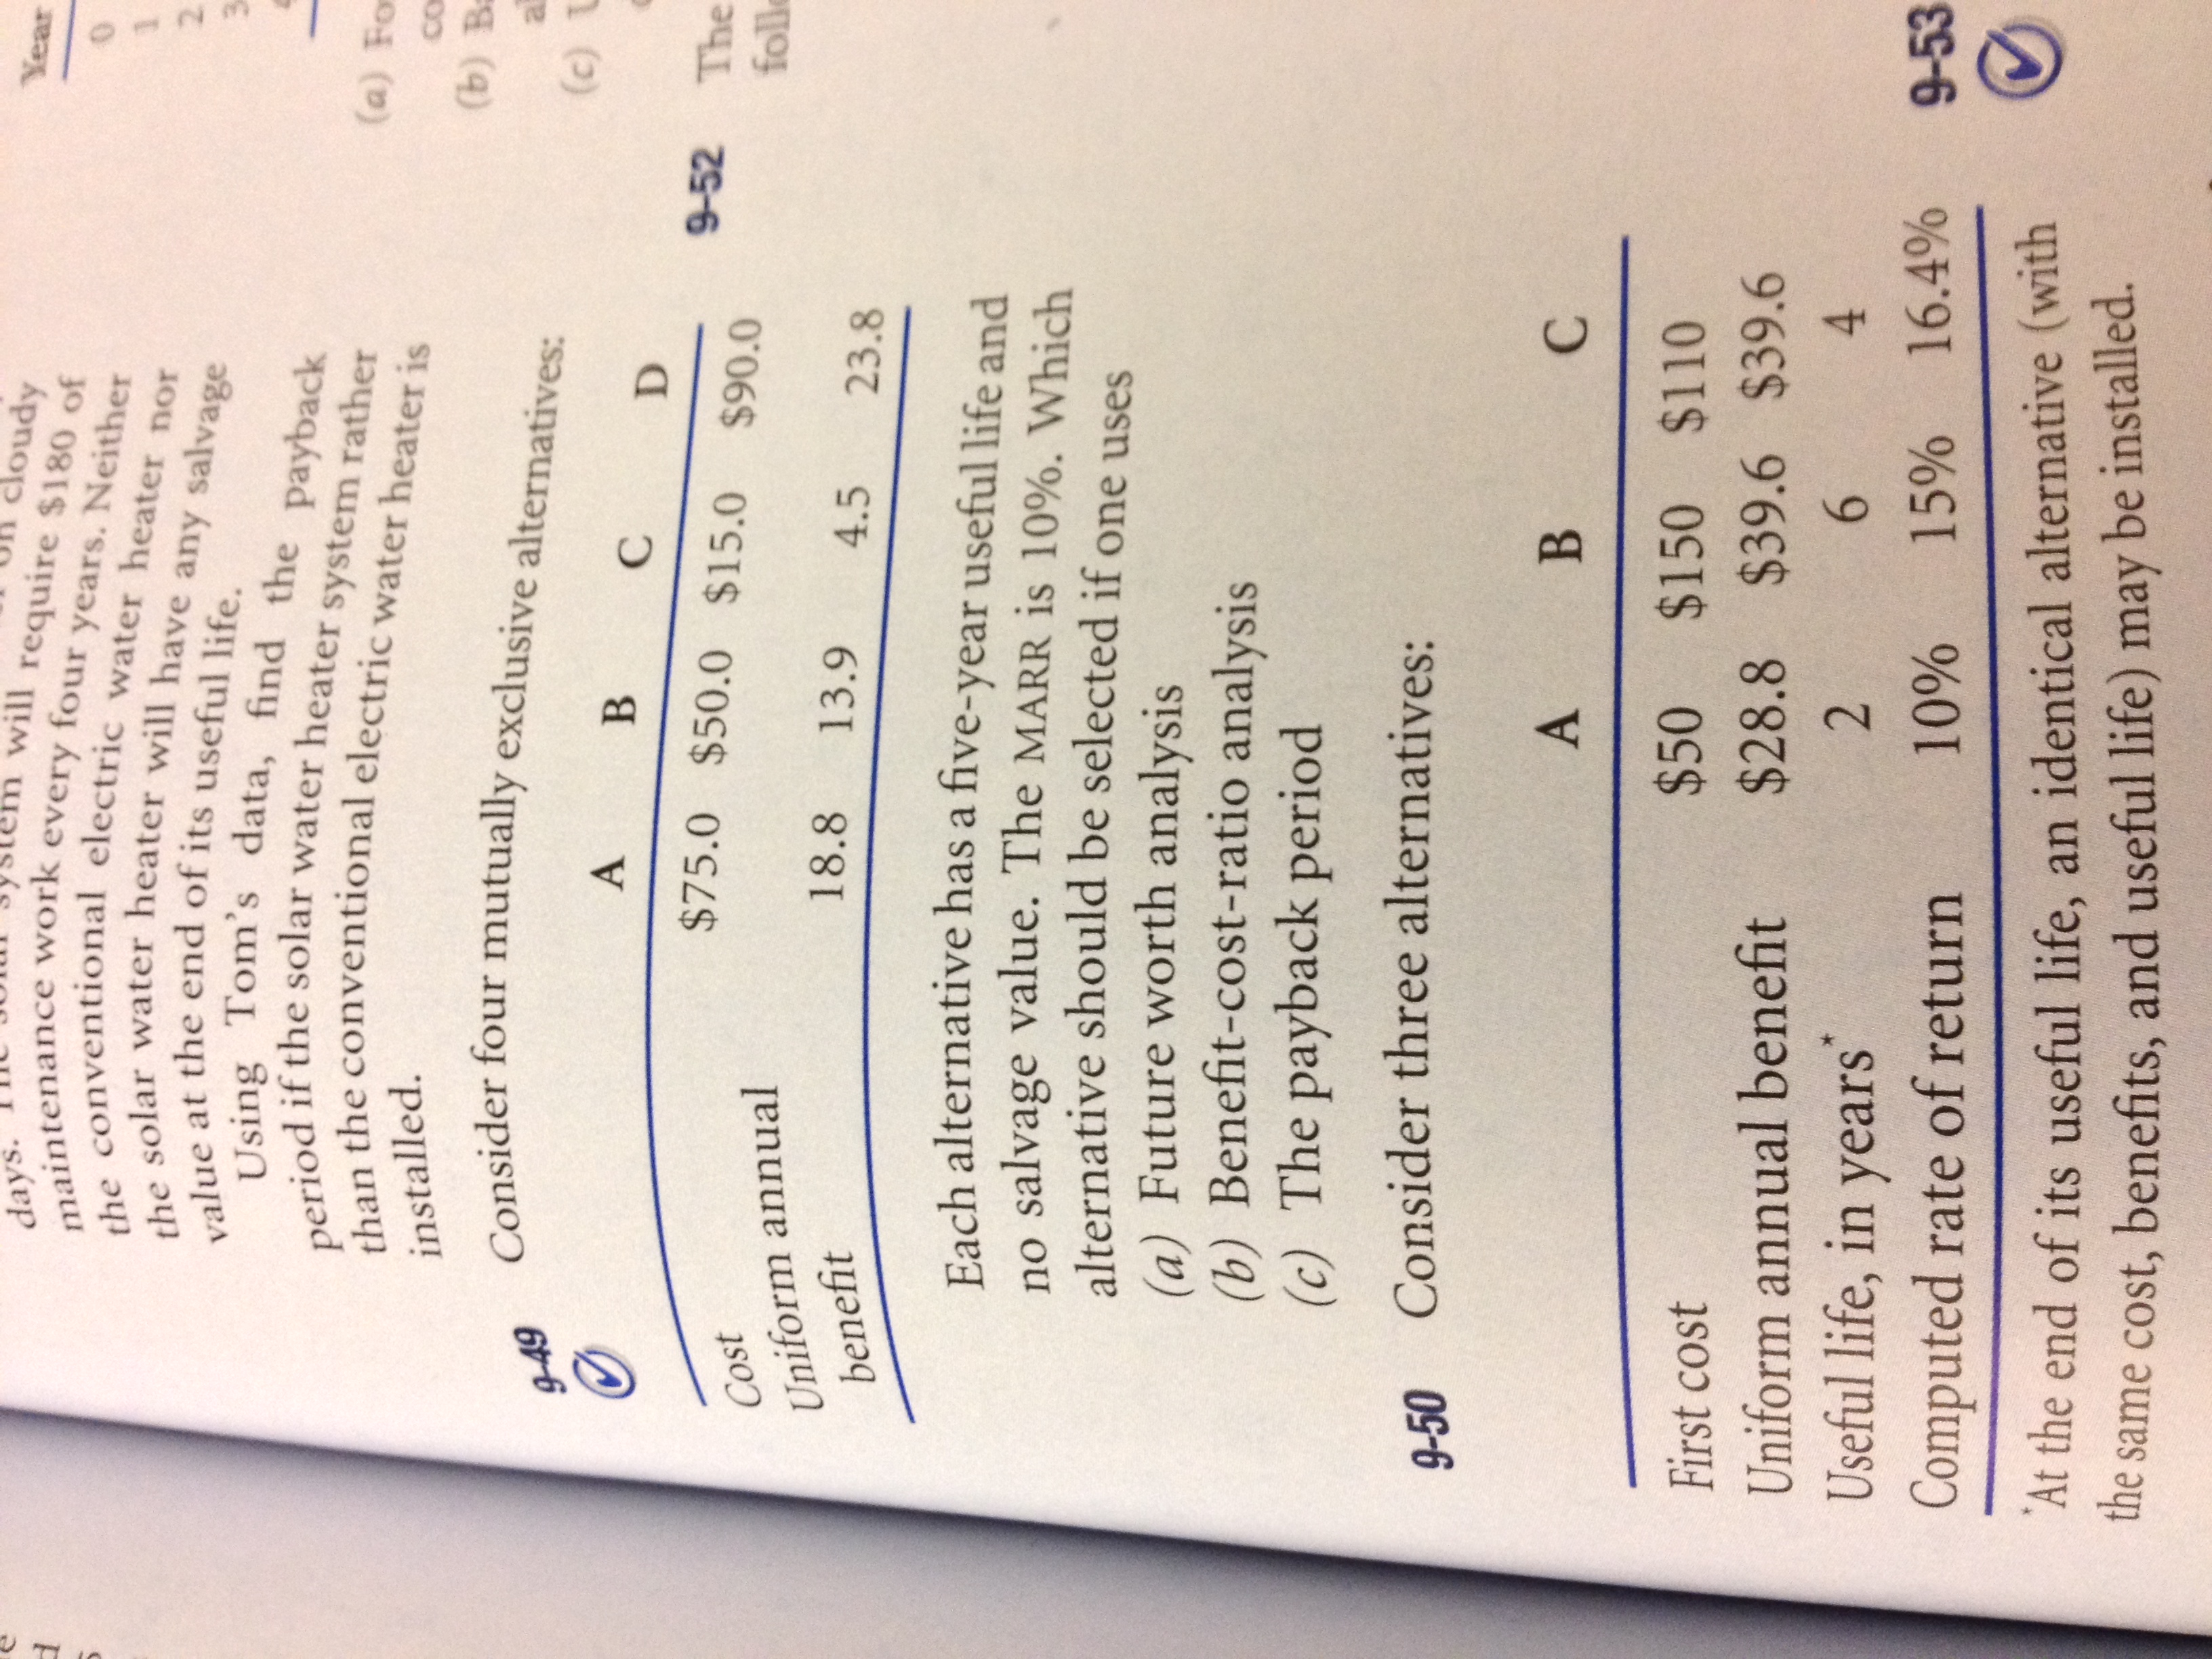 days. The solar system will require $180 of
on cloudy
maintenance work every four years. Neither
the conventional electric water heater nor
the solar water heater will have any salvage
value at the end of its useful life.
Using Tom's data, find the payback
period if the solar water heater system rather
than the conventional electric water heater is
installed.
9-49 Consider four mutually exclusive alternatives:
A B C D
Cost $75.0 $50.0 $15.0 $90.0
Uniform annual
benefit 18.8 13.9 4.5 23.8
Each alternative has a five-year useful life and
no salvage value. The MARR is 10%. Which
alternative should be selected if one uses
(a) Future worth analysis
(b) Benefit-cost-ratio analysis
(c) The payback period
9-50 Consider three alternatives:
A B C
First cost $50 $150 $110
Uniform annual benefit $28.8 $39.6 $39.6
Useful life, in years* 2 6 4
Computed rate of return 10% 15% 16.4%
*At the end of its useful life, an identical alternative (with
the same cost, benefits, and useful life) may be installed.
Year
0
1
2
3
(a)
(b)
(c)
9-52 The
9-53